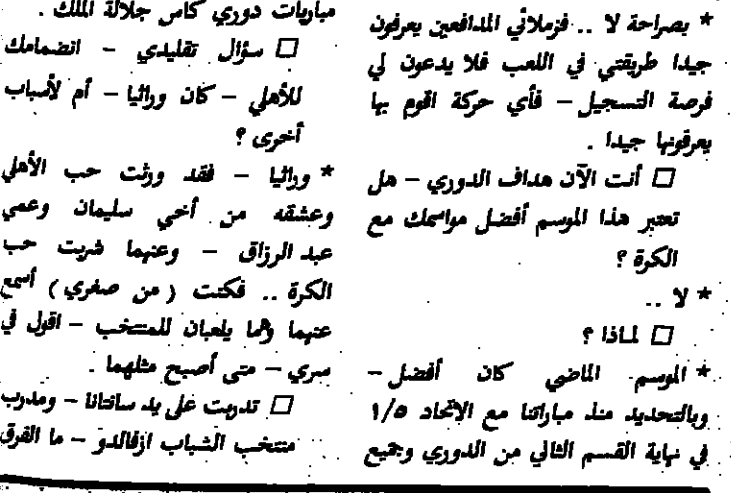 * بصراحة لا .. فزملائي المدافعين يعرفون
جيدا طريقتي في اللعب فلا يدعون لي
فرصة التسجيل – فأي حركة اقوم بها
يعرفونها جيدا .
□ أنت الآن هداف الدوري – هل
تعتبر هذا الموسم أفضل مواسمك مع
الكرة ؟
* لا ..
□ لماذا ؟
* الموسم الماضي كان أفضل –
وبالتحديد منذ مباراتنا مع الاتحاد ١/٥
في نهاية القسم الثاني من الدوري وجميع
مباريات دوري كاس جلالة الملك .
□ سؤال تقليدي – انضمامك
للأهلي – كان وراثيا – أم لأسباب
أخرى ؟
* وراثيا – فقد ورثت حب الأهلي
وعشقه من أخي سليمان وعمي
عبد الرزاق – وعنهما شربت حب
الكرة .. فكنت ( من صغري ) أسمع
عنهما وهما يلعبان للمنتخب – اقول في
سري – متى أصبح مثلهما .
□ تدربت على يد سانتانا – ومدرب
منتخب الشباب ازفالدو – ما الفرق